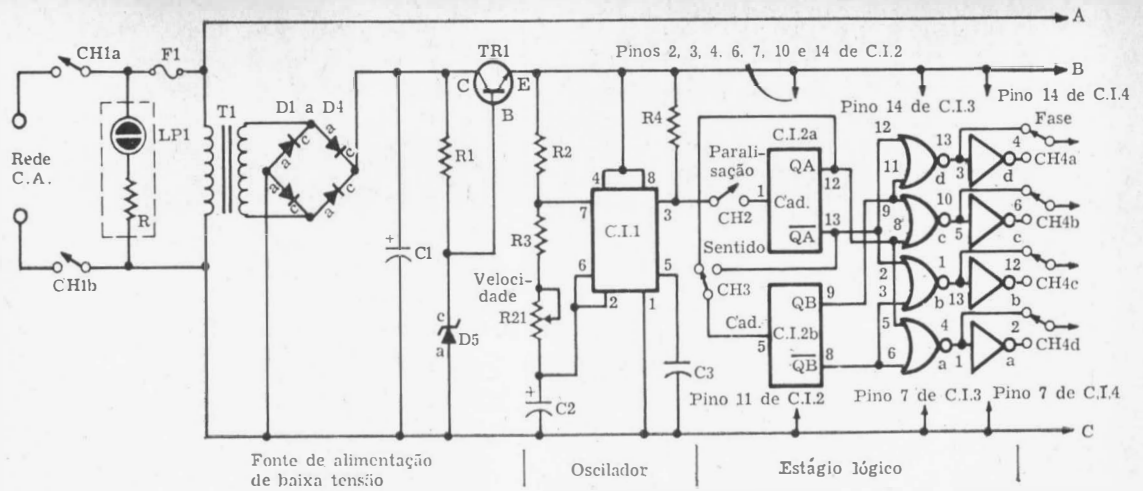 A
CH1a
F1
TR1
Pinos 2, 3, 4. 6. 7, 10 e 14 de C.I.2
B
C
E
B
Pino 14 de C.I.3
Pino 14 de C.I.4
T1
D1 a D4
a
c
a
c
a
c
a
c
LP1
R
Rede
C.A.
CH1b
R1
R2
R4
R3
Parali-
sação
CH2
C.I.2a
QA
12
1
Cad.
13
QA
Sentido
CH3
4
8
7
3
C.I.1
6
5
2
1
Veloci-
dade
R21
C1
c
D5
a
C2
C3
QB
9
Cad.
C.I.2b
5
QB
8
12
13
11
d
3
d
4
Fase
CH4a
9
10
8
c
5
c
6
CH4b
2
1
3
b
13
b
12
CH4c
5
4
6
a
1
a
2
CH4d
Pino 11 de C.I.2
Pino 7 de C.I.3
Pino 7 de C.I.4
C
Fonte de alimentação
de baixa tensão
Oscilador
Estágio lógico